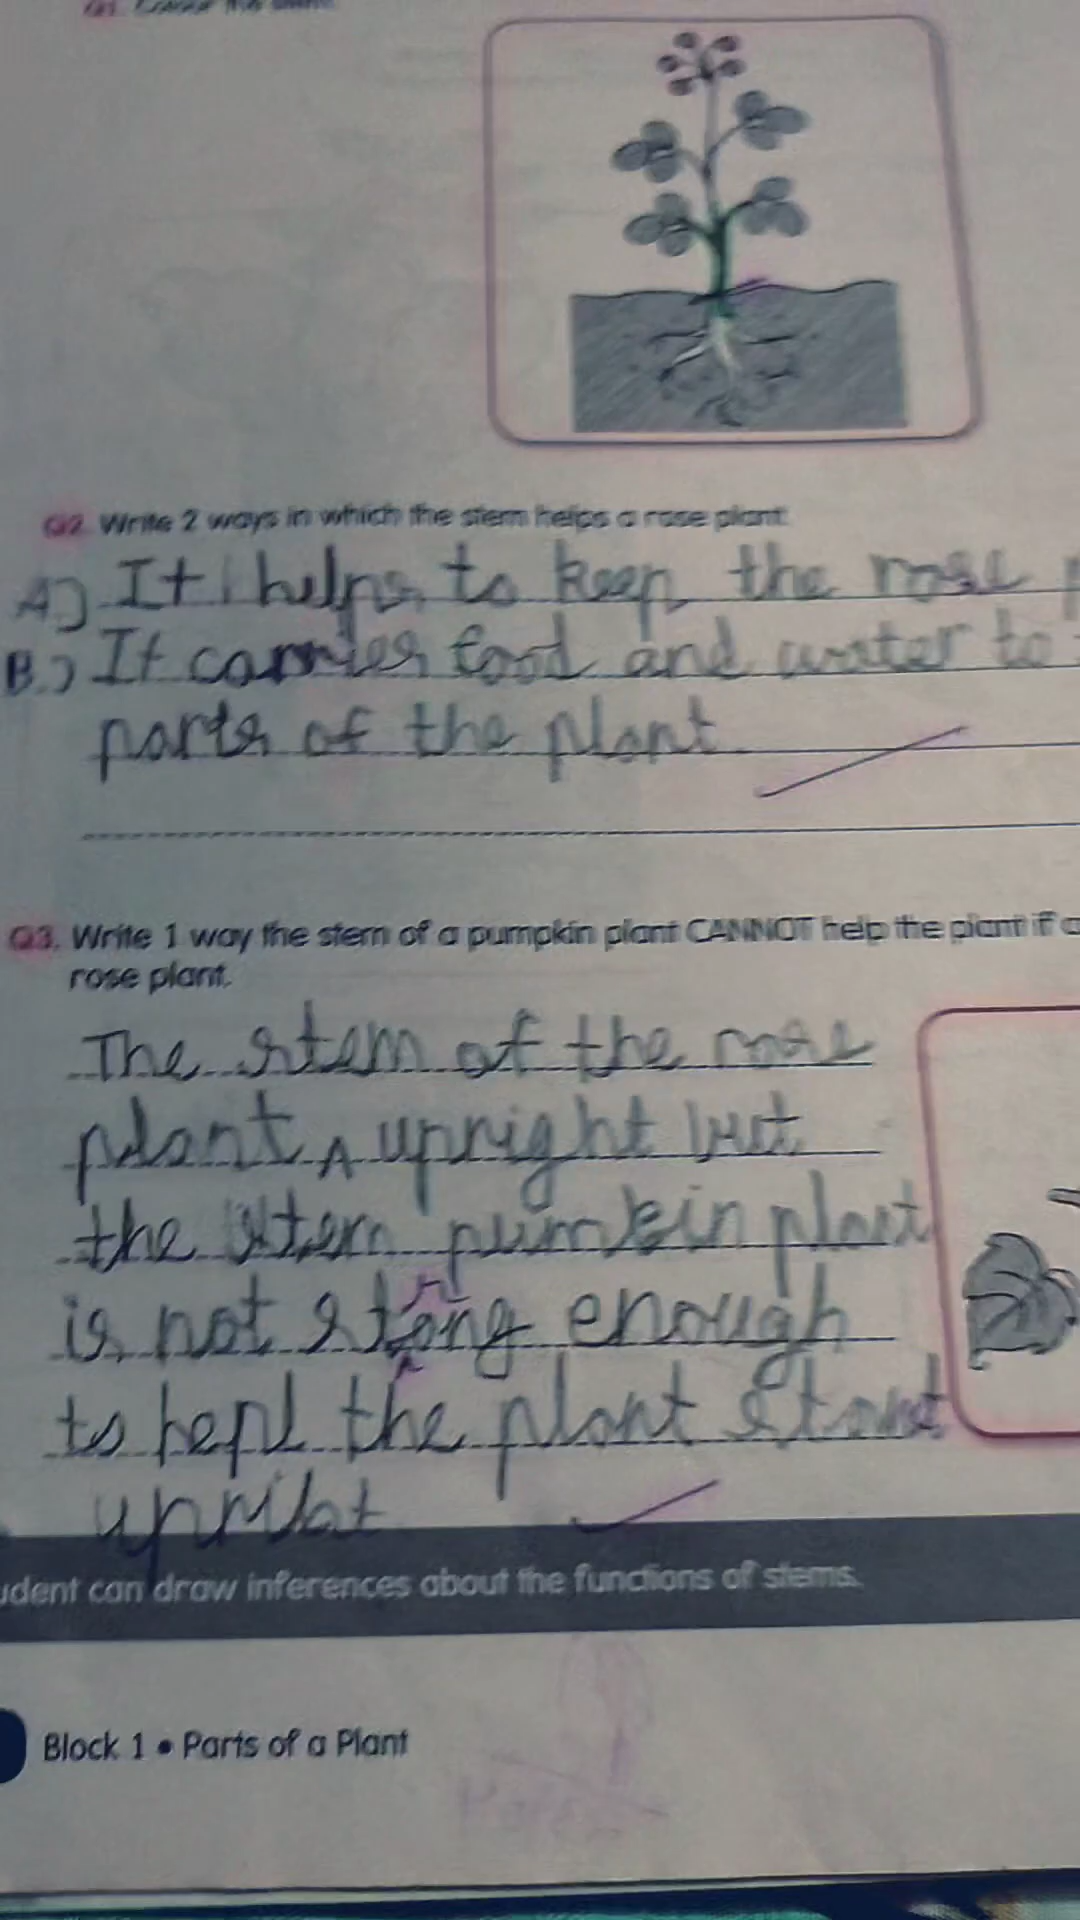 Q1. Colour the stem.
Q2. Write 2 ways in which the stem helps a rose plant.
A) It helps to keep the rose p
B.) It carries food and water to
parts of the plant.
Q3. Write 1 way the stem of a pumpkin plant CANNOT help the plant if a
rose plant.
The stem of the rose
plant upright but
the stem pumkin plant
is not strong enough
to hepl the plant
udent can draw inferences about the functions of stems.
Block 1 • Parts of a Plant